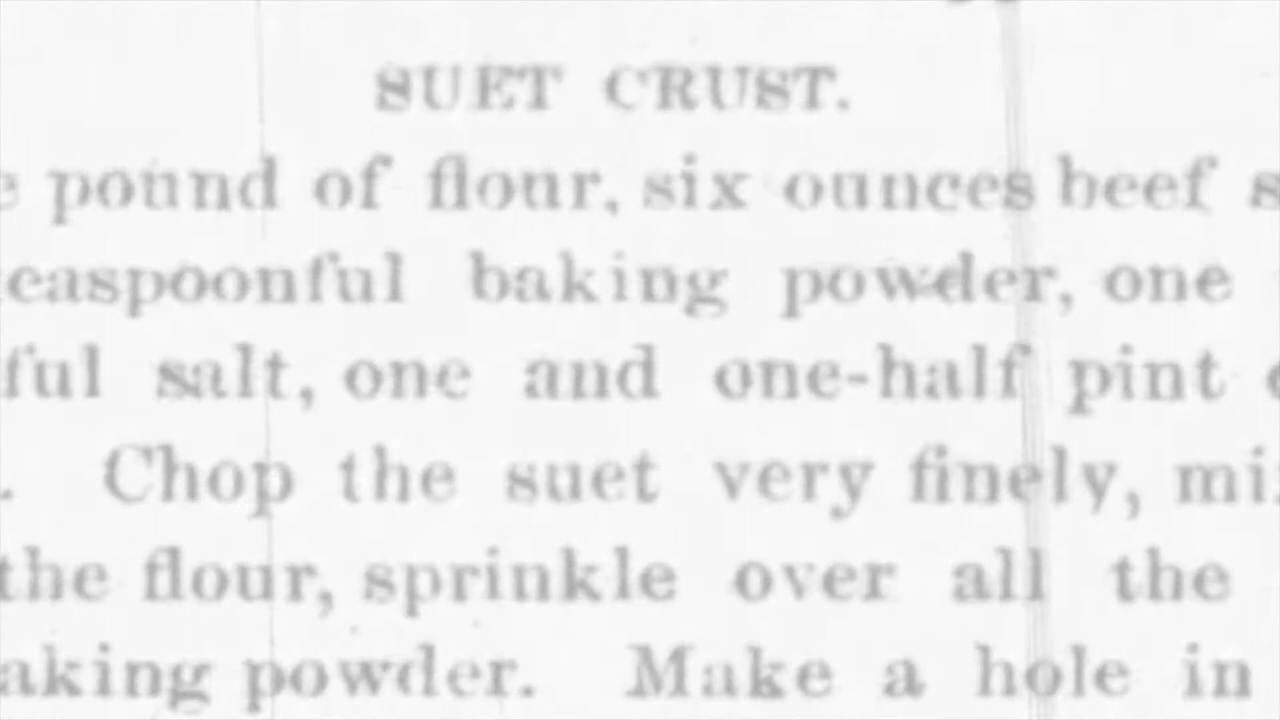 SUET CRUST.
pound of flour, six ounces beef
easpoonful baking powder, one
ful salt, one and one-half pint
. Chop the suet very finely, mi
the flour, sprinkle over all the
aking powder. Make a hole in